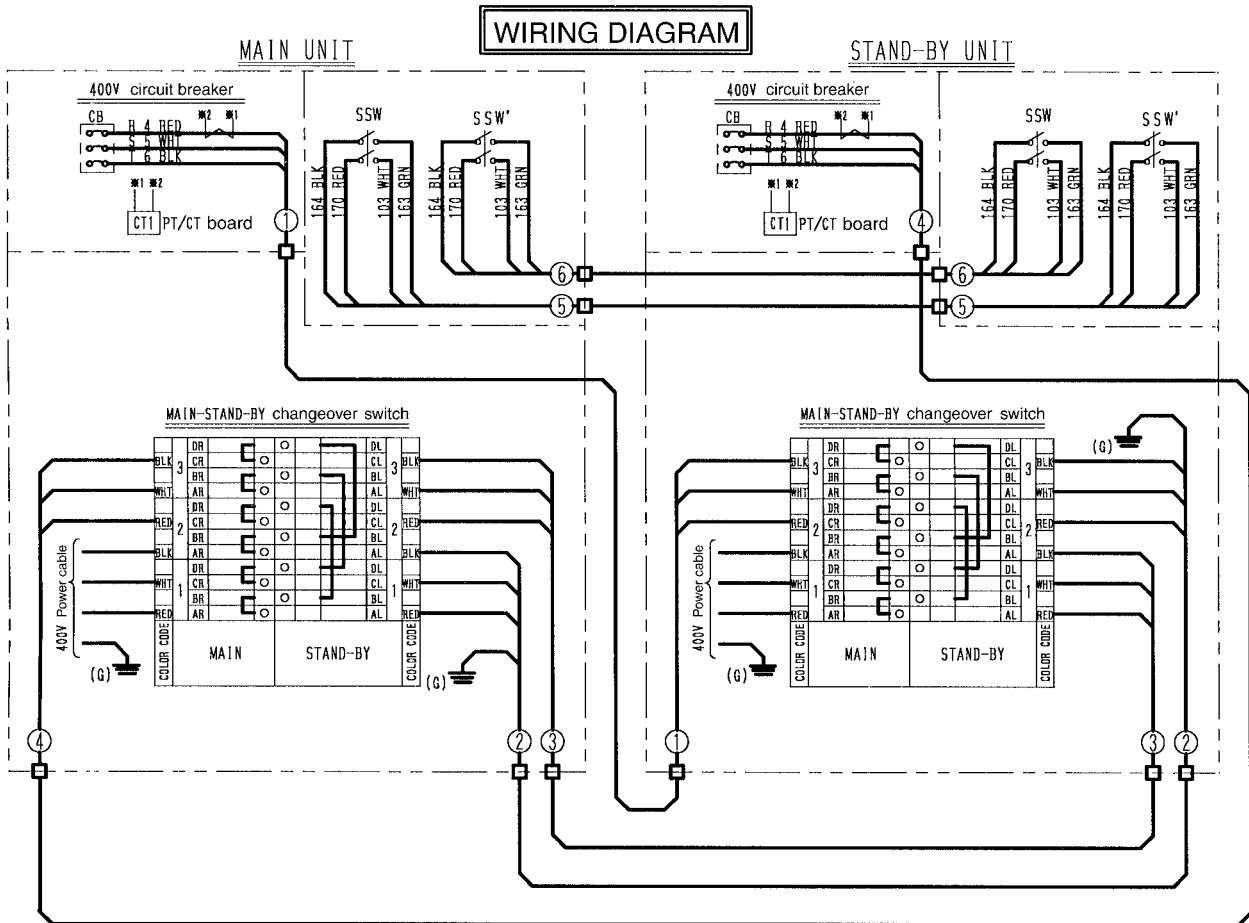 WIRING DIAGRAM
MAIN UNIT
STAND-BY UNIT
400V circuit breaker
CB
R 4 RED
S 5 WHT
T 6 BLK
※2 ※1
※1 ※2
CT1 PT/CT board
1
SSW
SSW'
164 BLK
170 RED
103 WHT
163 GRN
164 BLK
170 RED
103 WHT
163 GRN
6
5
400V circuit breaker
CB
R 4 RED
S 5 WHT
T 6 BLK
※2 ※1
※1 ※2
CT1 PT/CT board
4
SSW
SSW'
164 BLK
170 RED
103 WHT
163 GRN
164 BLK
170 RED
103 WHT
163 GRN
6
5
MAIN-STAND-BY changeover switch
DR DL
BLK 3 CR CL 3 BLK
BR BL
WHT AR AL WHT
DR DL
RED 2 CR CL 2 RED
BR BL
BLK AR AL BLK
DR DL
WHT 1 CR CL 1 WHT
BR BL
RED AR AL RED
COLOR CODE MAIN STAND-BY COLOR CODE
400V Power cable
(G)
(G)
4
2
3
MAIN-STAND-BY changeover switch
(G)
DR DL
BLK 3 CR CL 3 BLK
BR BL
WHT AR AL WHT
DR DL
RED 2 CR CL 2 RED
BR BL
BLK AR AL BLK
DR DL
WHT 1 CR CL 1 WHT
BR BL
RED AR AL RED
COLOR CODE MAIN STAND-BY COLOR CODE
400V Power cable
(G)
1
3
2